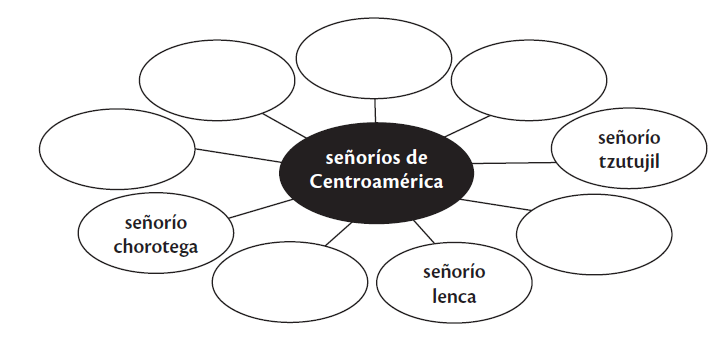 señoríos de
Centroamérica
señorío
tzutujil
señorío
chorotega
señorío
lenca